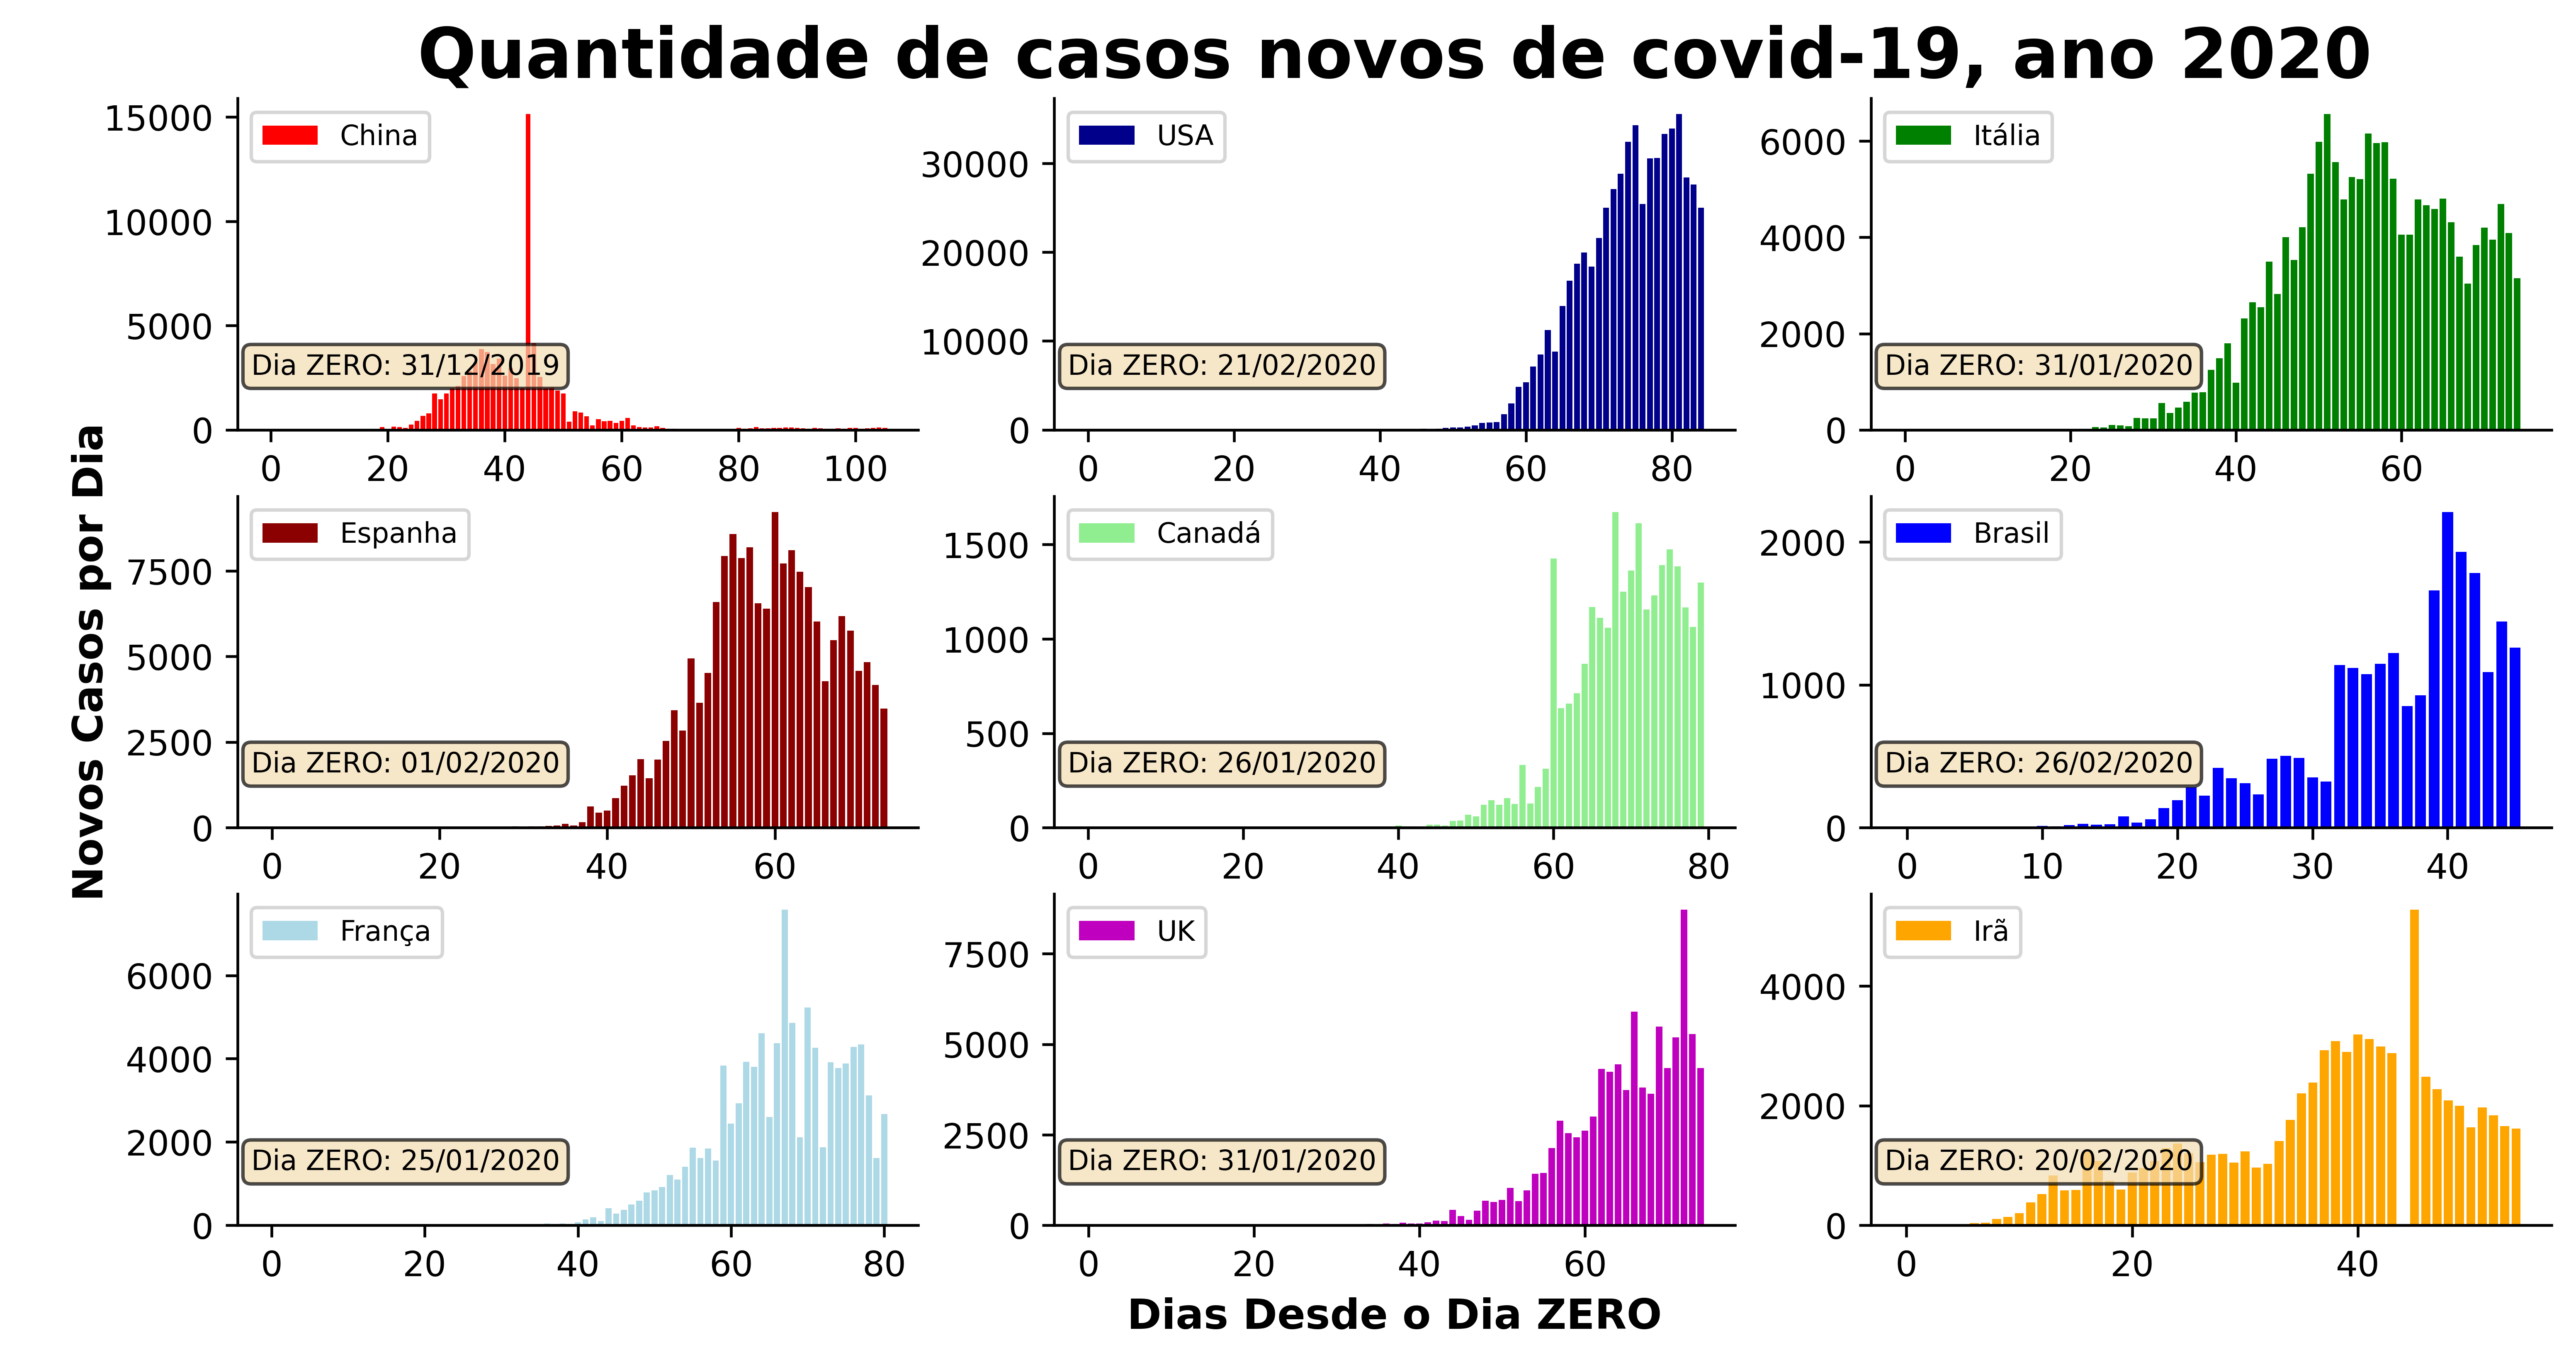 Quantidade de casos novos de covid-19, ano 2020
Novos Casos por Dia
China
15000
10000
5000
0
Dia ZERO: 31/12/2019
0 20 40 60 80 100
USA
30000
20000
10000
0
Dia ZERO: 21/02/2020
0 20 40 60 80
Itália
6000
4000
2000
0
Dia ZERO: 31/01/2020
0 20 40 60
Espanha
7500
5000
2500
0
Dia ZERO: 01/02/2020
0 20 40 60
Canadá
1500
1000
500
0
Dia ZERO: 26/01/2020
0 20 40 60 80
Brasil
2000
1000
0
Dia ZERO: 26/02/2020
0 10 20 30 40
França
6000
4000
2000
0
Dia ZERO: 25/01/2020
0 20 40 60 80
UK
7500
5000
2500
0
Dia ZERO: 31/01/2020
0 20 40 60
Irã
4000
2000
0
Dia ZERO: 20/02/2020
0 20 40
Dias Desde o Dia ZERO